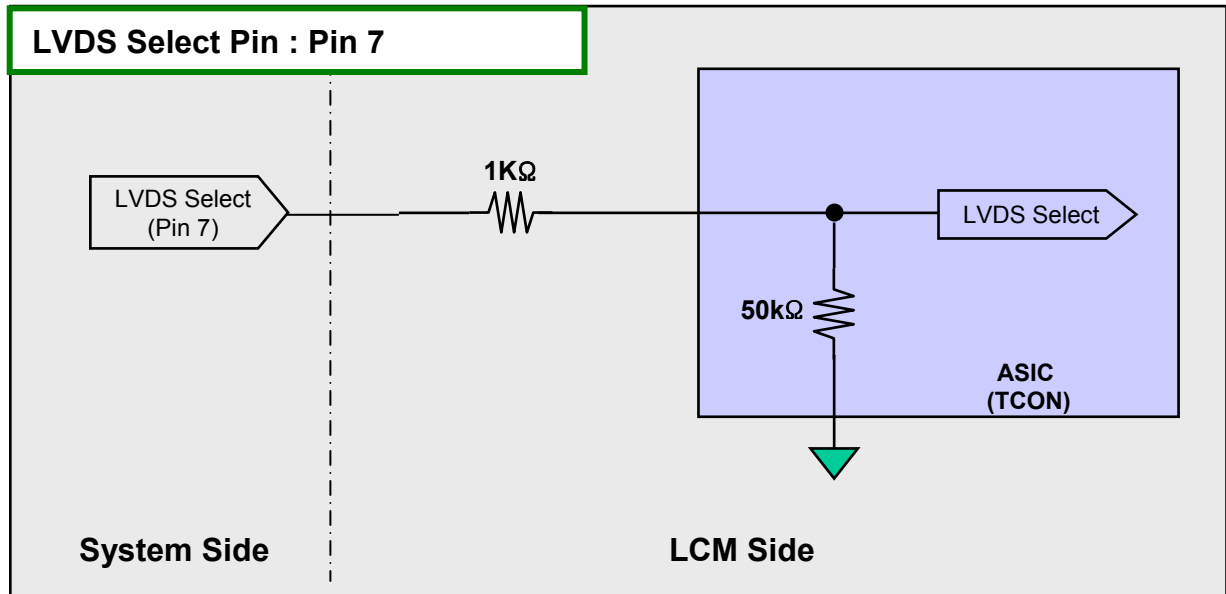 LVDS Select Pin : Pin 7
LVDS Select
(Pin 7)
1KΩ
LVDS Select
50kΩ
ASIC
(TCON)
System Side
LCM Side